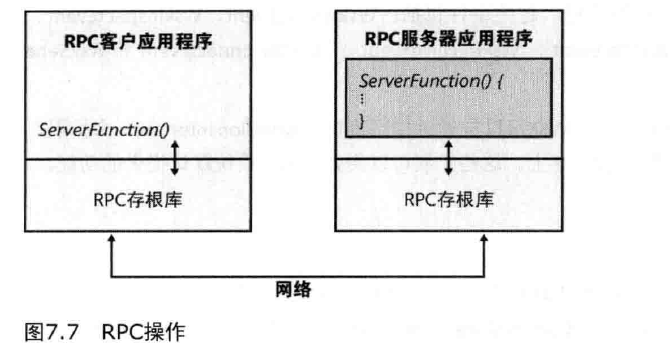 RPC客户应用程序
ServerFunction()
RPC存根库
RPC服务器应用程序
ServerFunction() {
⋮
}
RPC存根库
网络
图7.7 RPC操作